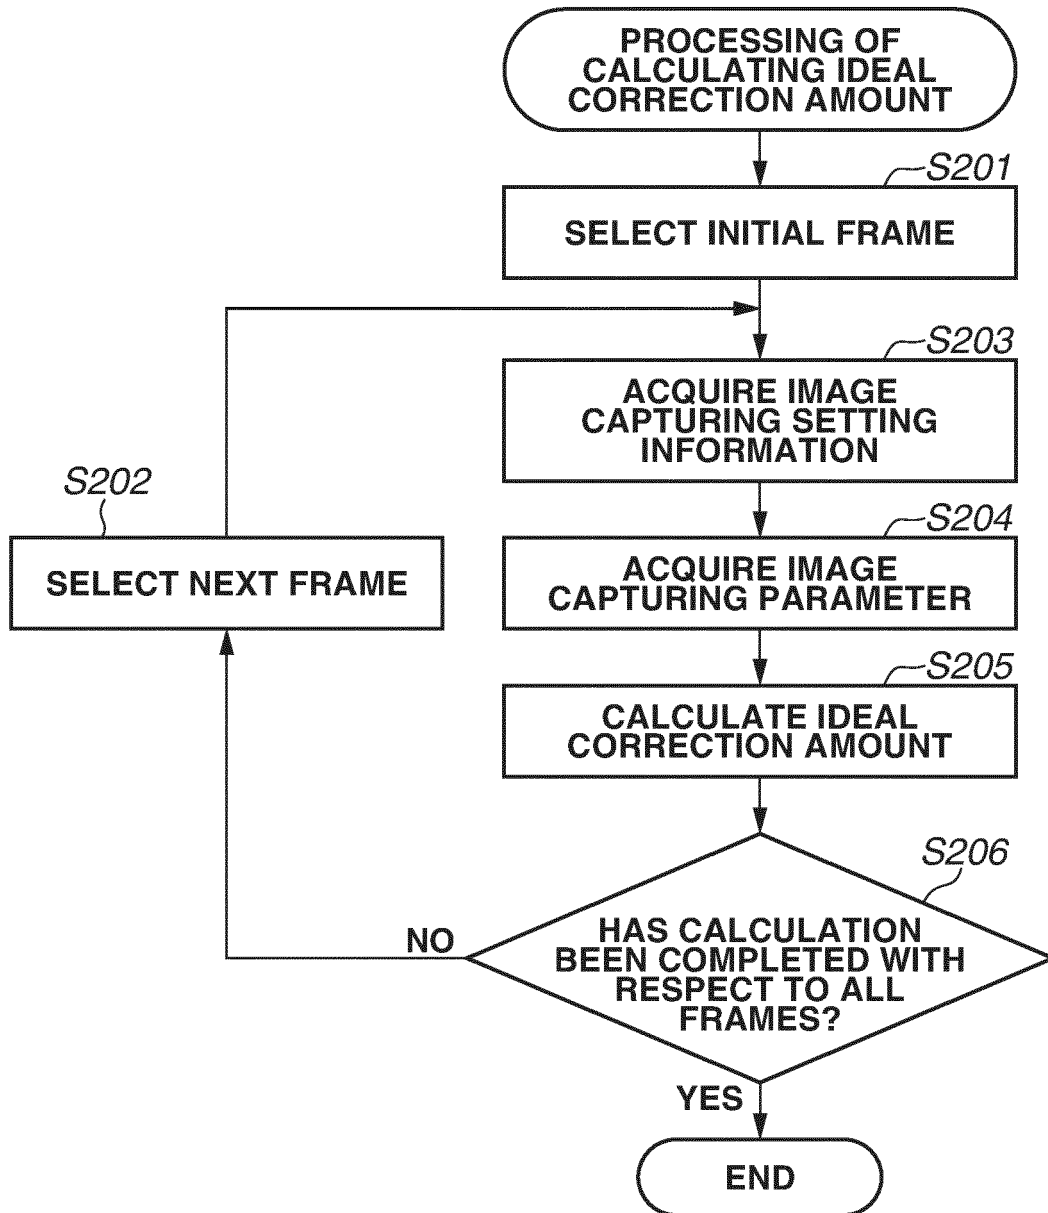 PROCESSING OF
CALCULATING IDEAL
CORRECTION AMOUNT
S201
SELECT INITIAL FRAME
S203
ACQUIRE IMAGE
CAPTURING SETTING
INFORMATION
S202
SELECT NEXT FRAME
S204
ACQUIRE IMAGE
CAPTURING PARAMETER
S205
CALCULATE IDEAL
CORRECTION AMOUNT
S206
HAS CALCULATION
BEEN COMPLETED WITH
RESPECT TO ALL
FRAMES?
NO
YES
END